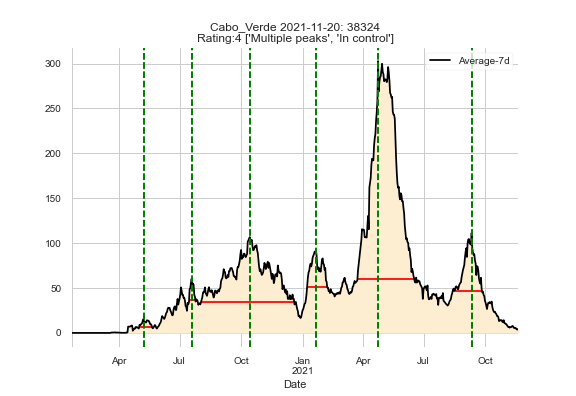 Cabo_Verde 2021-11-20: 38324
Rating:4 ['Multiple peaks', 'In control']
Average-7d
300
250
200
150
100
50
0
Apr Jul Oct Jan Apr Jul Oct
2021
Date